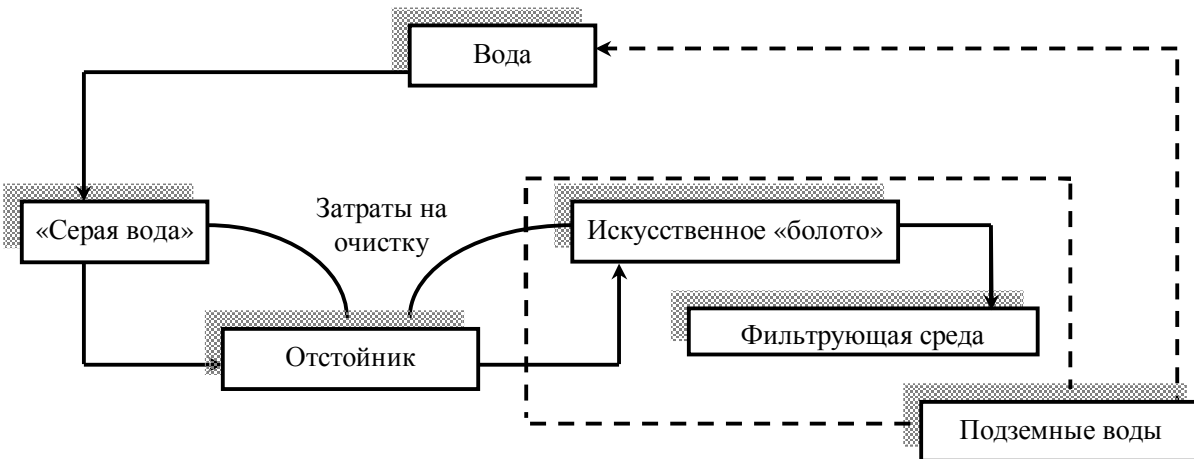 Вода
«Серая вода»
Затраты на
очистку
Искусственное «болото»
Фильтрующая среда
Отстойник
Подземные воды